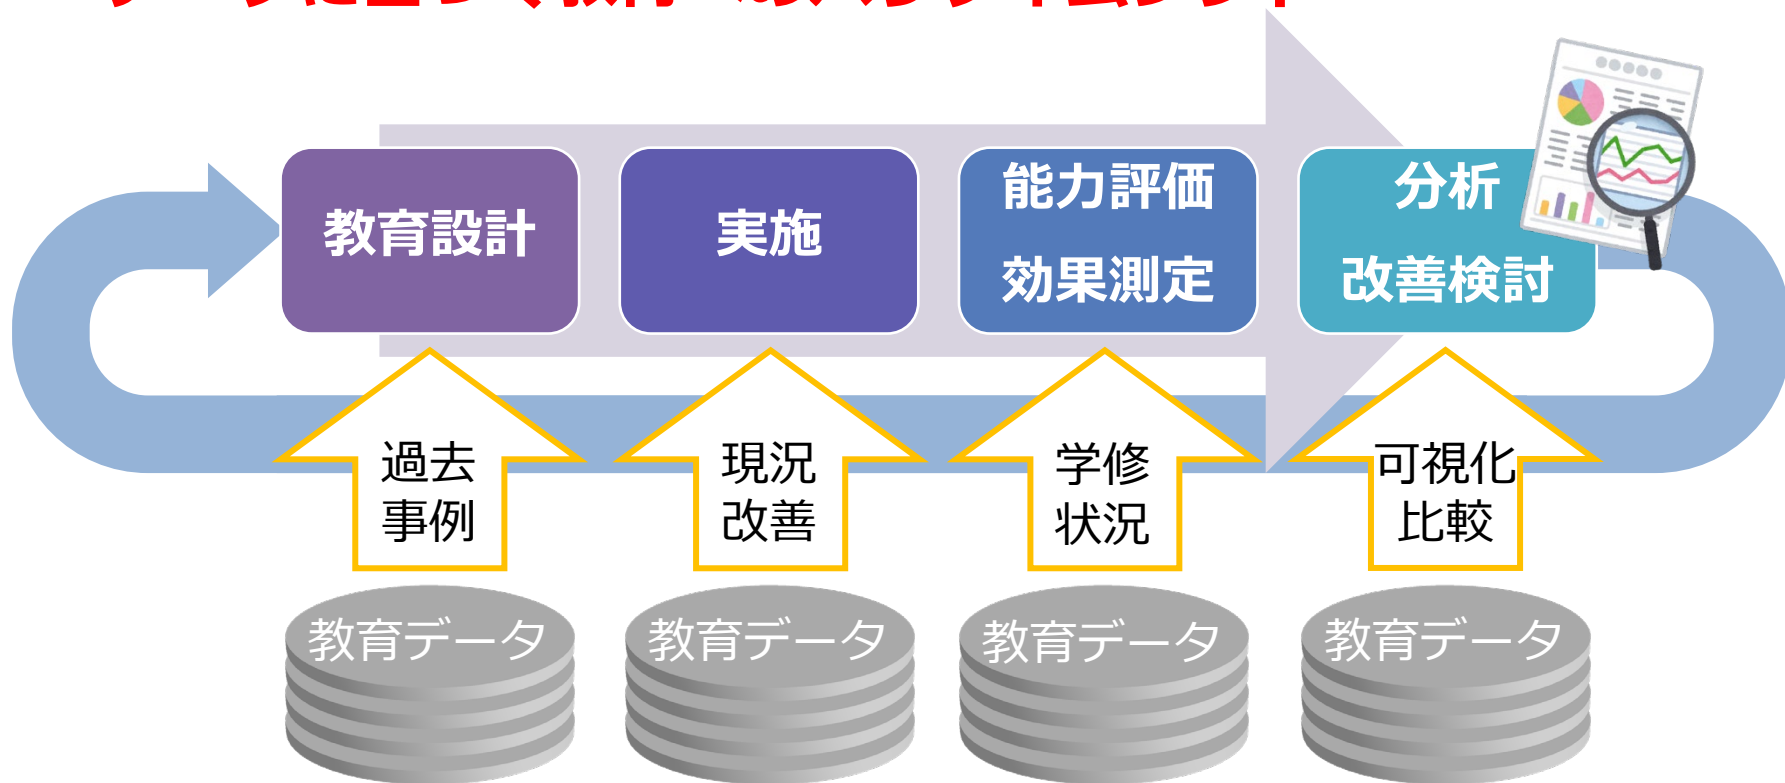 教育設計
実施
能力評価
効果測定
分析
改善検討
過去
事例
現況
改善
学修
状況
可視化
比較
教育データ
教育データ
教育データ
教育データ